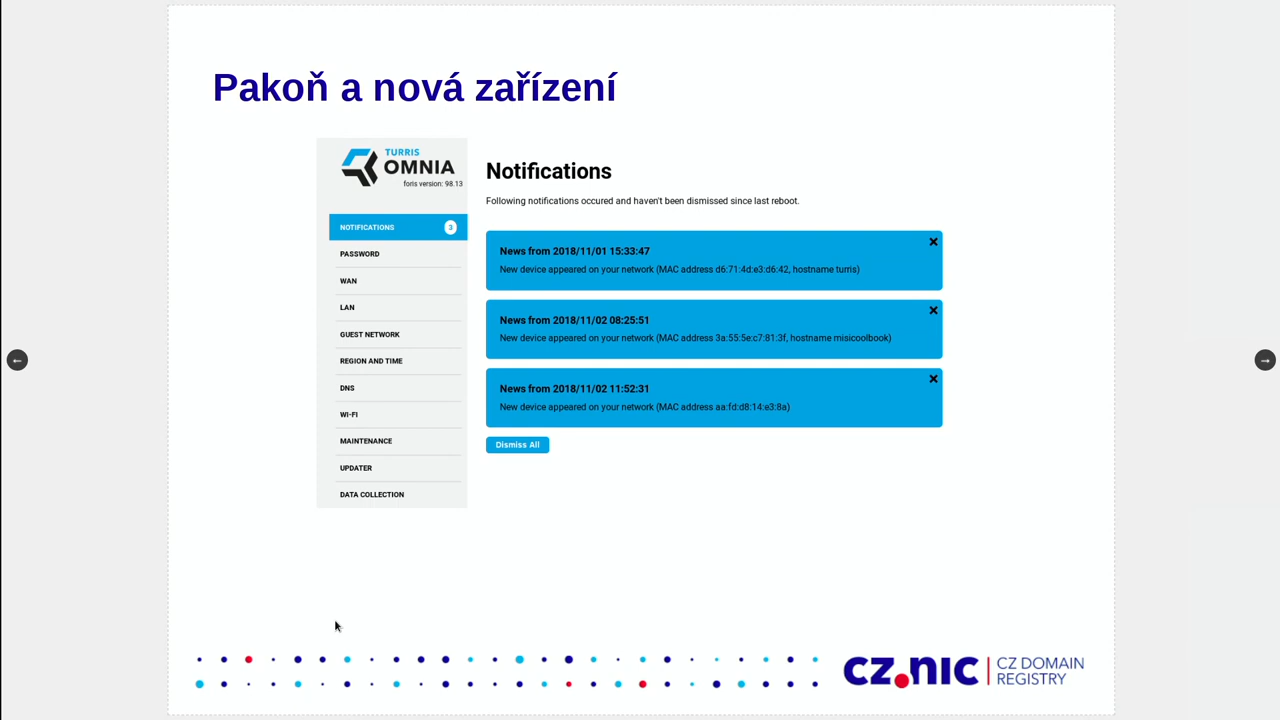 Pakoň a nová zařízení
TURRIS
OMNIA
foris version: 98.13
NOTIFICATIONS 3
PASSWORD
WAN
LAN
GUEST NETWORK
REGION AND TIME
DNS
WI-FI
MAINTENANCE
UPDATER
DATA COLLECTION
Notifications
Following notifications occured and haven't been dismissed since last reboot.
News from 2018/11/01 15:33:47
New device appeared on your network (MAC address d6:71:4d:e3:d6:42, hostname turris)
News from 2018/11/02 08:25:51
New device appeared on your network (MAC address 3a:55:5e:c7:81:3f, hostname misicoolbook)
News from 2018/11/02 11:52:31
New device appeared on your network (MAC address aa:fd:d8:14:e3:8a)
Dismiss All
cz.nic
CZ DOMAIN
REGISTRY